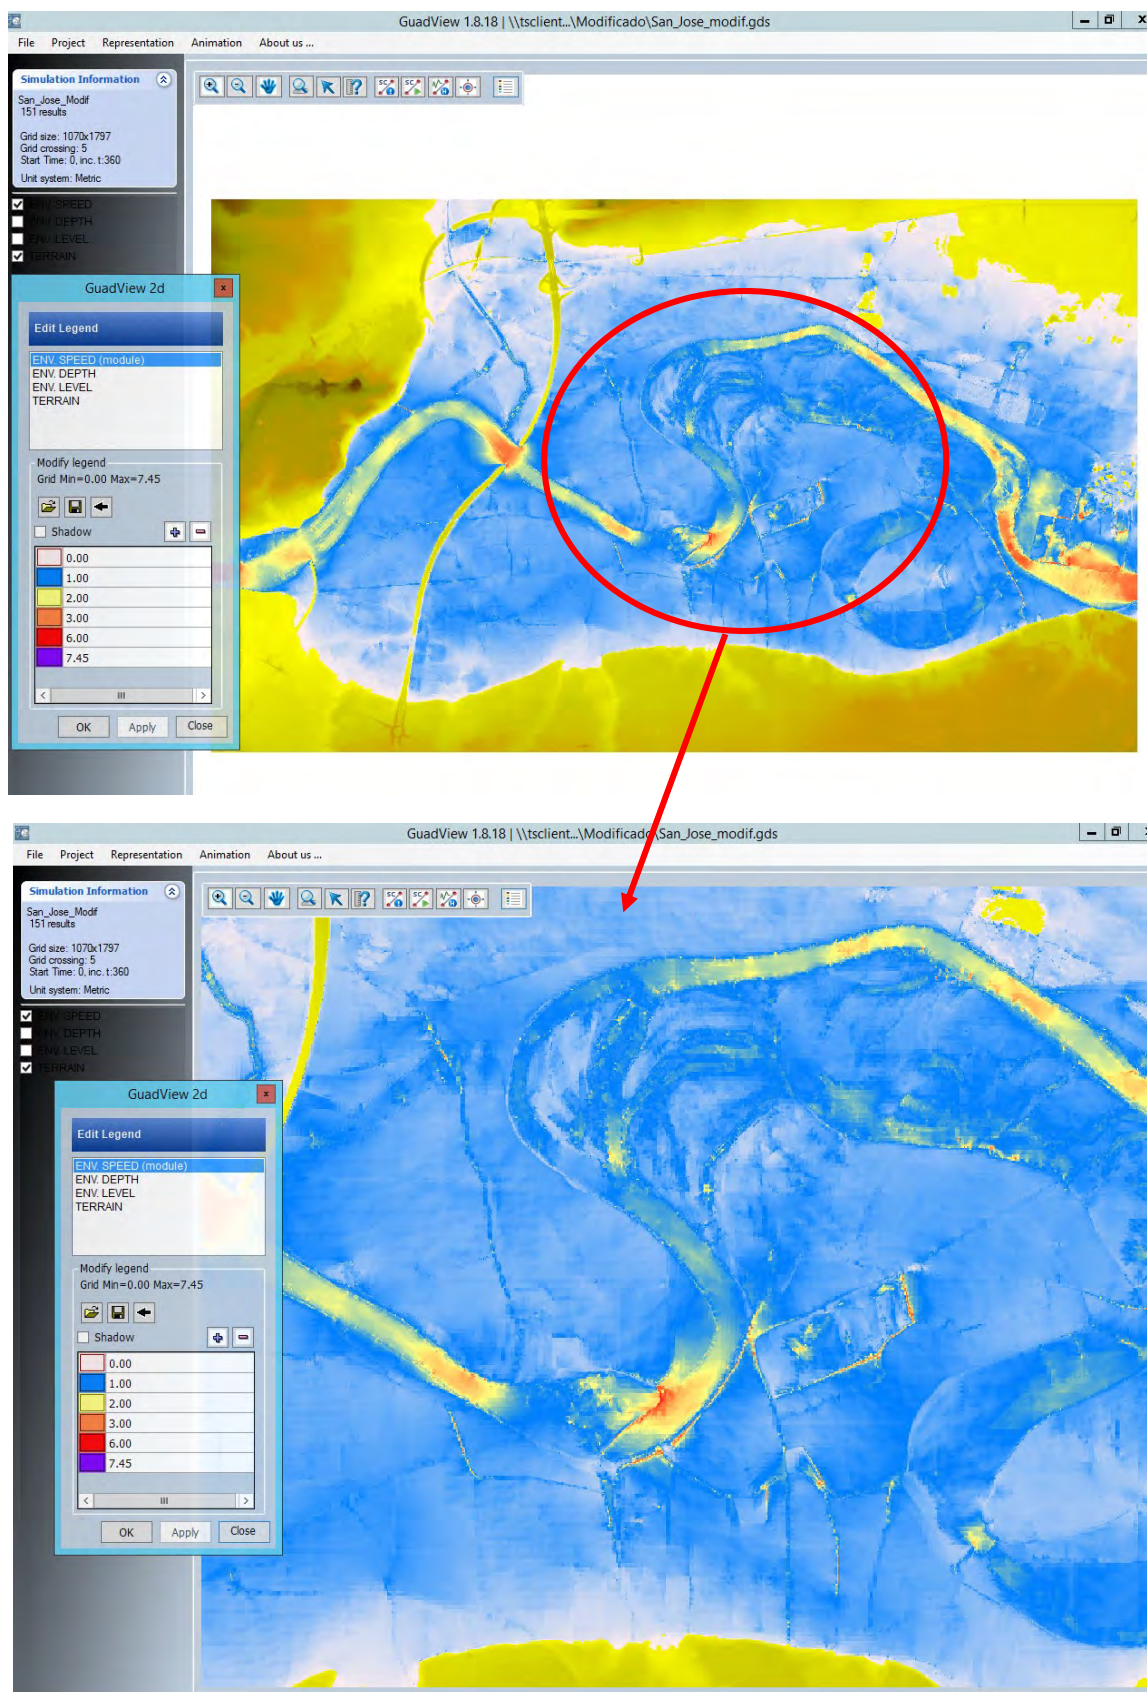 GuadView 1.8.18 | \\tsclient...\Modificado\San_Jose_modif.gds
File Project Representation Animation About us ...
Simulation Information
San_Jose_Modif
151 results
Grid size: 1070x1797
Grid crossing: 5
Start Time: 0, inc. t:360
Unit system: Metric
ENV. SPEED
ENV. DEPTH
ENV. LEVEL
TERRAIN
GuadView 2d
Edit Legend
ENV. SPEED (module)
ENV. DEPTH
ENV. LEVEL
TERRAIN
Modify legend
Grid Min=0.00 Max=7.45
Shadow
0.00
1.00
2.00
3.00
6.00
7.45
OK Apply Close
GuadView 1.8.18 | \\tsclient...\Modificado\San_Jose_modif.gds
File Project Representation Animation About us ...
Simulation Information
San_Jose_Modif
151 results
Grid size: 1070x1797
Grid crossing: 5
Start Time: 0, inc. t:360
Unit system: Metric
ENV. SPEED
ENV. DEPTH
ENV. LEVEL
TERRAIN
GuadView 2d
Edit Legend
ENV. SPEED (module)
ENV. DEPTH
ENV. LEVEL
TERRAIN
Modify legend
Grid Min=0.00 Max=7.45
Shadow
0.00
1.00
2.00
3.00
6.00
7.45
OK Apply Close